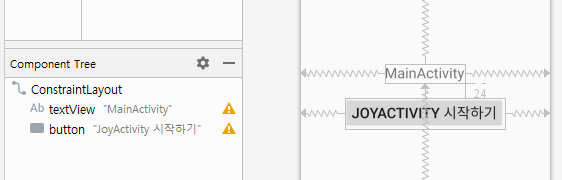 Component Tree
ConstraintLayout
Ab textView "MainActivity"
button "JoyActivity 시작하기"
MainActivity
24
JOYACTIVITY 시작하기